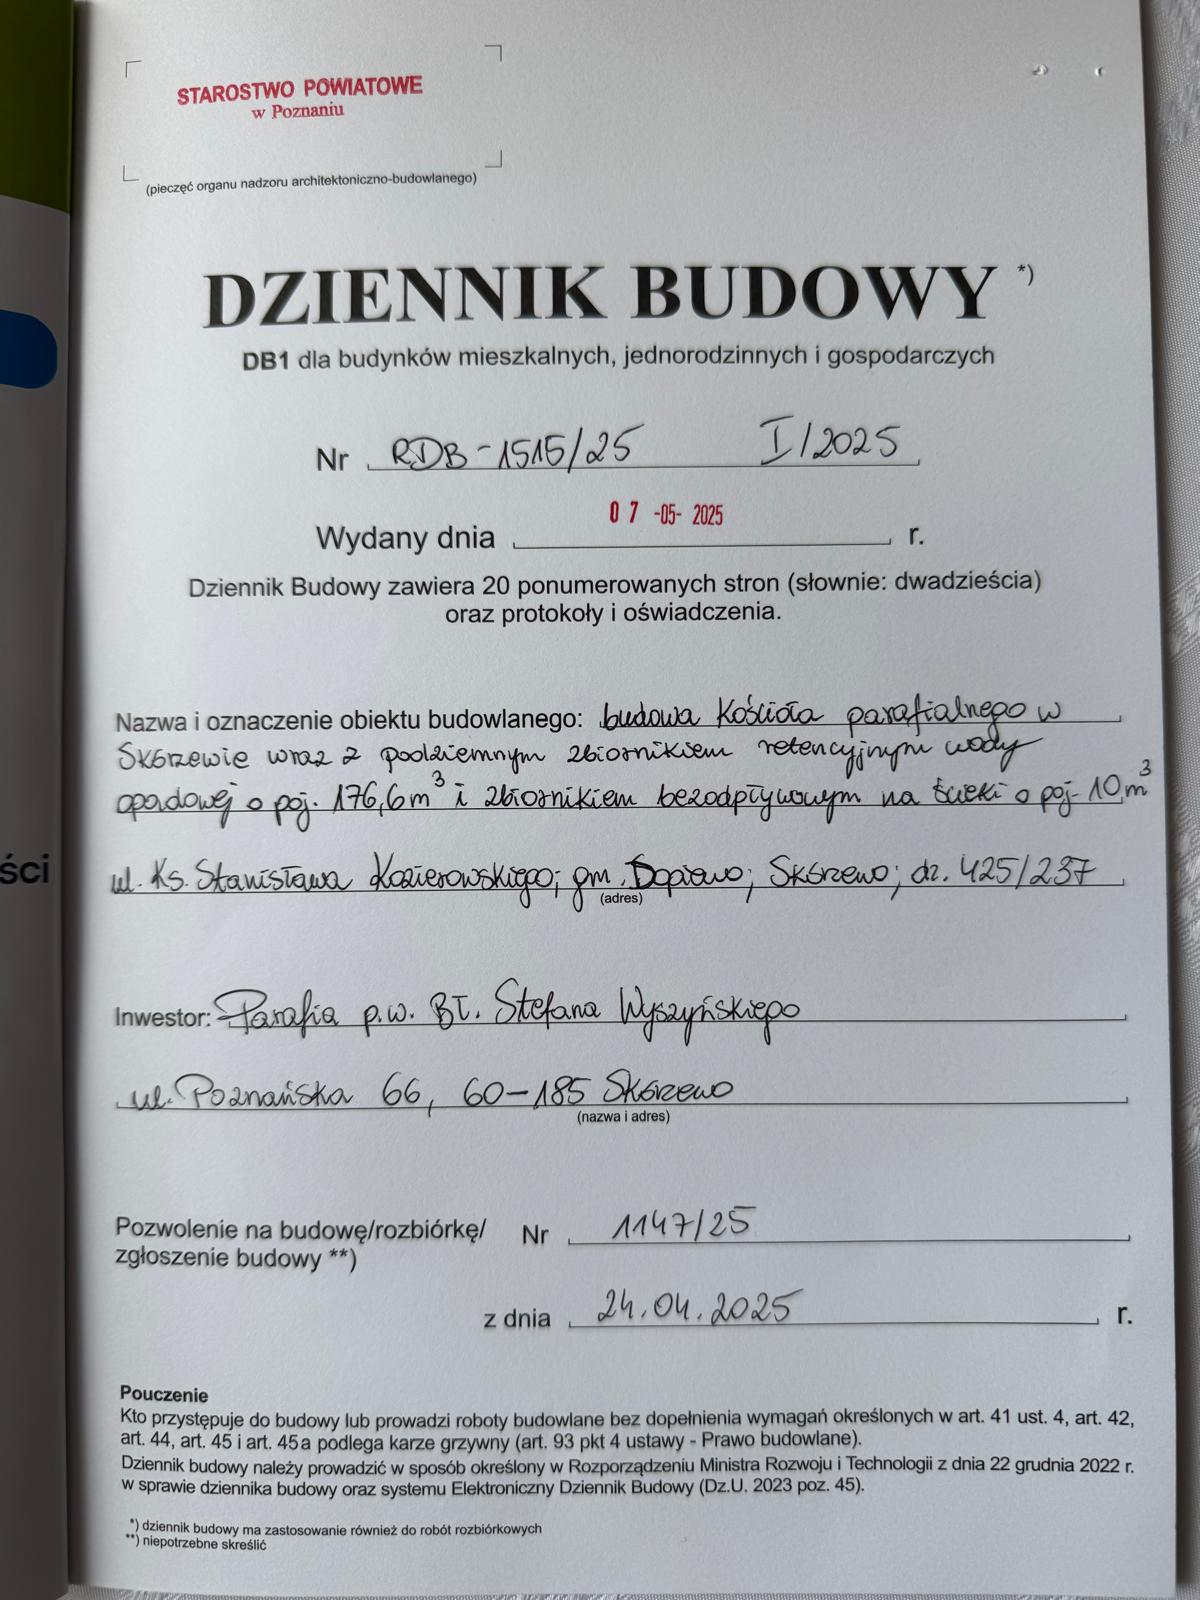 STAROSTWO POWIATOWE
w Poznaniu
(pieczęć organu nadzoru architektoniczno-budowlanego)
DZIENNIK BUDOWY *)
DB1 dla budynków mieszkalnych, jednorodzinnych i gospodarczych
Nr RDB-1515/25 I/2025
Wydany dnia 07 -05- 2025 r.
Dziennik Budowy zawiera 20 ponumerowanych stron (słownie: dwadzieścia)
oraz protokoły i oświadczenia.
Nazwa i oznaczenie obiektu budowlanego: budowa Kościoła parafialnego w
Skórzewie wraz z podziemnym zbiornikiem retencyjnym wody
opadowej o poj. 176,6 m³ i zbiornikiem bezodpływowym na ścieki o poj. 10 m³
ści
ul. Ks. Stanisława Kozierowskiego; gm. Dopiewo; Skórzewo; dz. 425/237
(adres)
Inwestor: Parafia p.w. Bł. Stefana Wyszyńskiego
ul. Poznańska 66, 60-185 Skórzewo
(nazwa i adres)
Pozwolenie na budowę/rozbiórkę/ Nr 1147/25
zgłoszenie budowy **)
z dnia 24.04.2025 r.
Pouczenie
Kto przystępuje do budowy lub prowadzi roboty budowlane bez dopełnienia wymagań określonych w art. 41 ust. 4, art. 42,
art. 44, art. 45 i art. 45a podlega karze grzywny (art. 93 pkt 4 ustawy - Prawo budowlane).
Dziennik budowy należy prowadzić w sposób określony w Rozporządzeniu Ministra Rozwoju i Technologii z dnia 22 grudnia 2022 r.
w sprawie dziennika budowy oraz systemu Elektroniczny Dziennik Budowy (Dz.U. 2023 poz. 45).
*) dziennik budowy ma zastosowanie również do robót rozbiórkowych
**) niepotrzebne skreślić